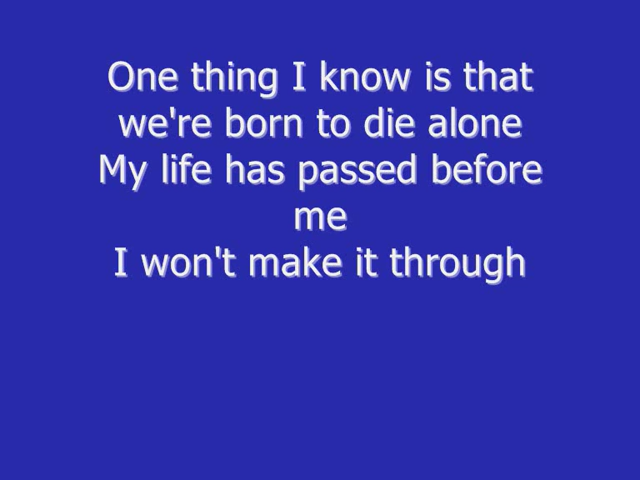 One thing I know is that
we're born to die alone
My life has passed before
me
I won't make it through